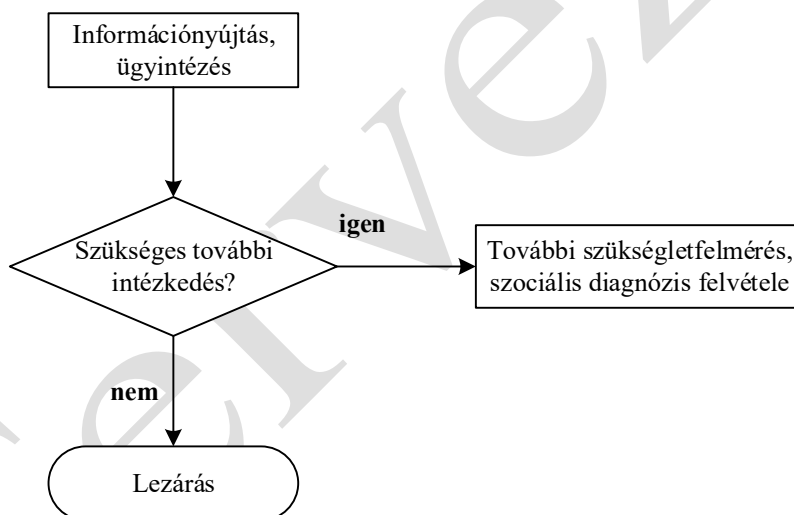 Információnyújtás,
ügyintézés
Szükséges további
intézkedés?
igen
További szükségletfelmérés,
szociális diagnózis felvétele
nem
Lezárás